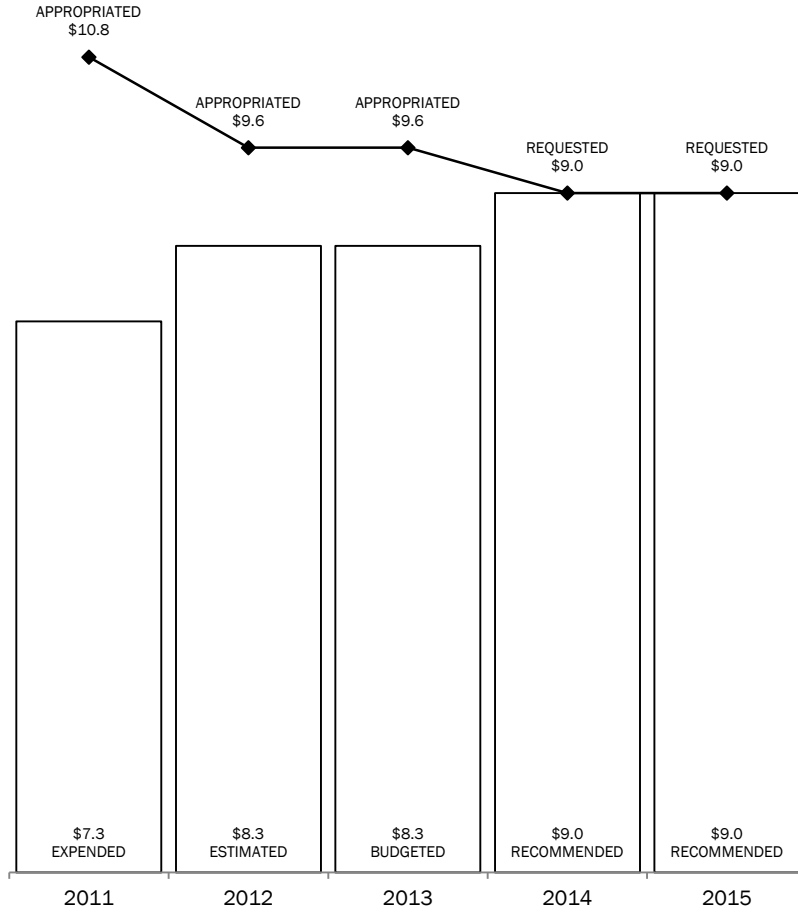 APPROPRIATED
$10.8
APPROPRIATED
$9.6
APPROPRIATED
$9.6
REQUESTED
$9.0
REQUESTED
$9.0
$7.3
EXPENDED
$8.3
ESTIMATED
$8.3
BUDGETED
$9.0
RECOMMENDED
$9.0
RECOMMENDED
2011
2012
2013
2014
2015